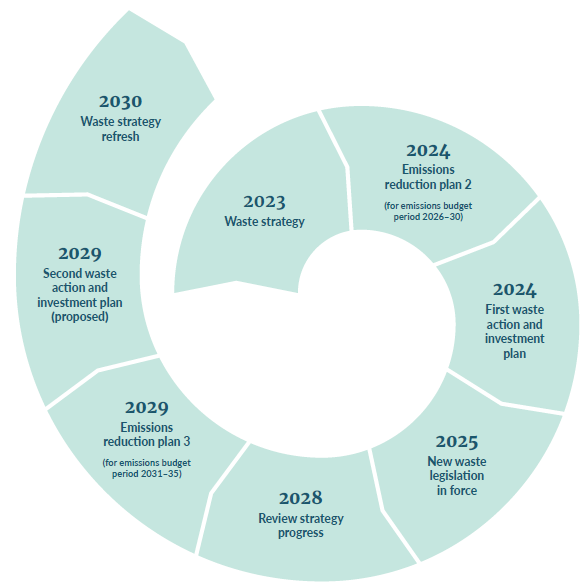 2023
Waste strategy
2024
Emissions
reduction plan 2
(for emissions budget
period 2026–30)
2024
First waste
action and
investment
plan
2025
New waste
legislation
in force
2028
Review strategy
progress
2029
Emissions
reduction plan 3
(for emissions budget
period 2031–35)
2029
Second waste
action and
investment plan
(proposed)
2030
Waste strategy
refresh